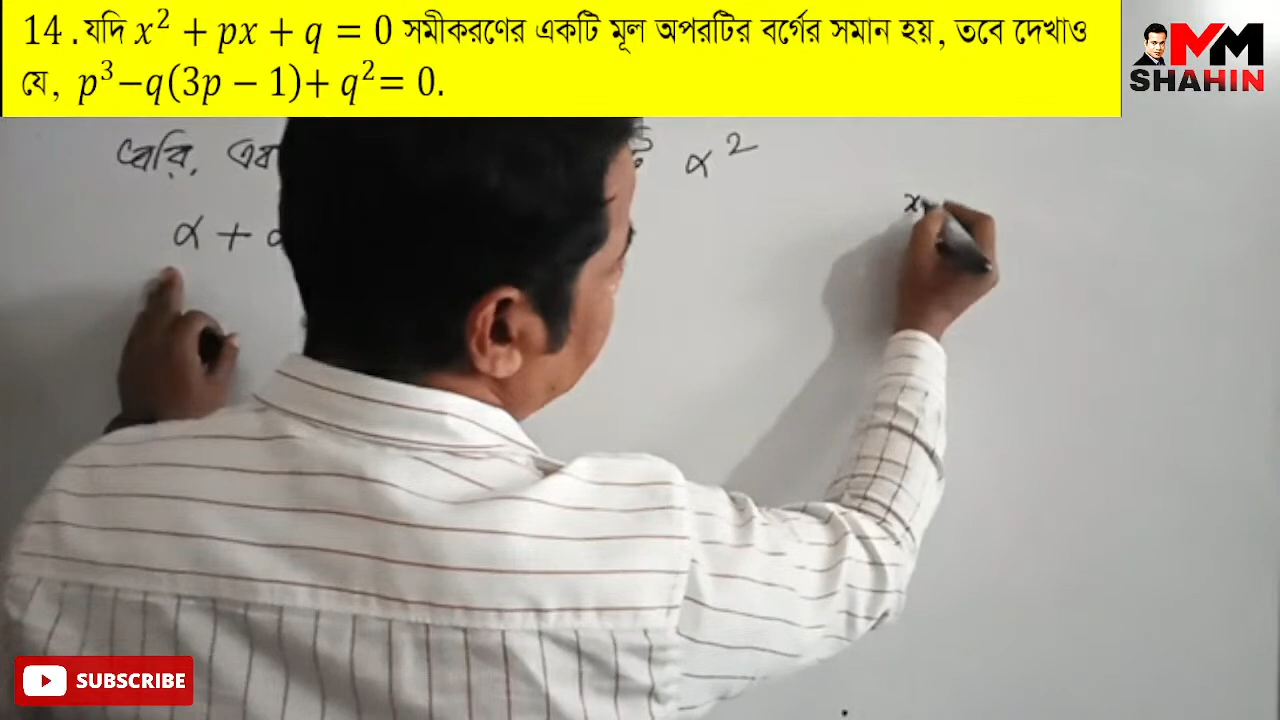 14.যদি x² + px + q = 0 সমীকরণের একটি মূল অপরটির বর্গের সমান হয়, তবে দেখাও
যে, p³−q(3p − 1)+ q²= 0.
MM
SHAHIN
ধরি, α²
α +
x
SUBSCRIBE